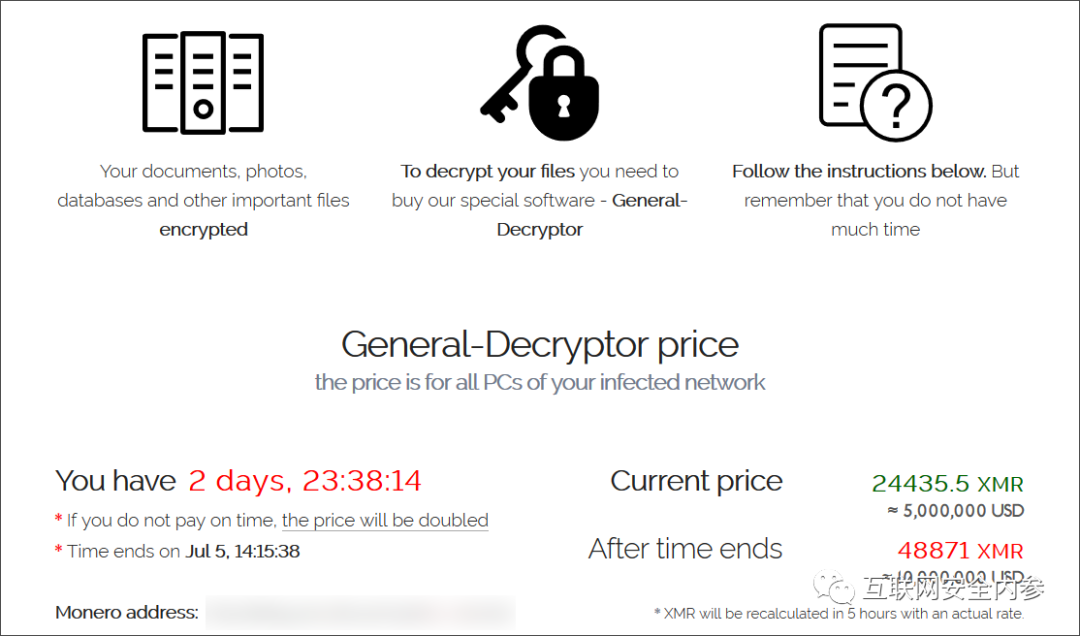 Your documents, photos,
databases and other important files
encrypted
To decrypt your files you need to
buy our special software - General-
Decryptor
Follow the instructions below. But
remember that you do not have
much time
General-Decryptor price
the price is for all PCs of your infected network
You have 2 days, 23:38:14
* If you do not pay on time, the price will be doubled
* Time ends on Jul 5, 14:15:38
Monero address:
Current price 24435.5 XMR
≈ 5,000,000 USD
After time ends 48871 XMR
≈ 10,000,000 USD
互联网安全内参
* XMR will be recalculated in 5 hours with an actual rate.